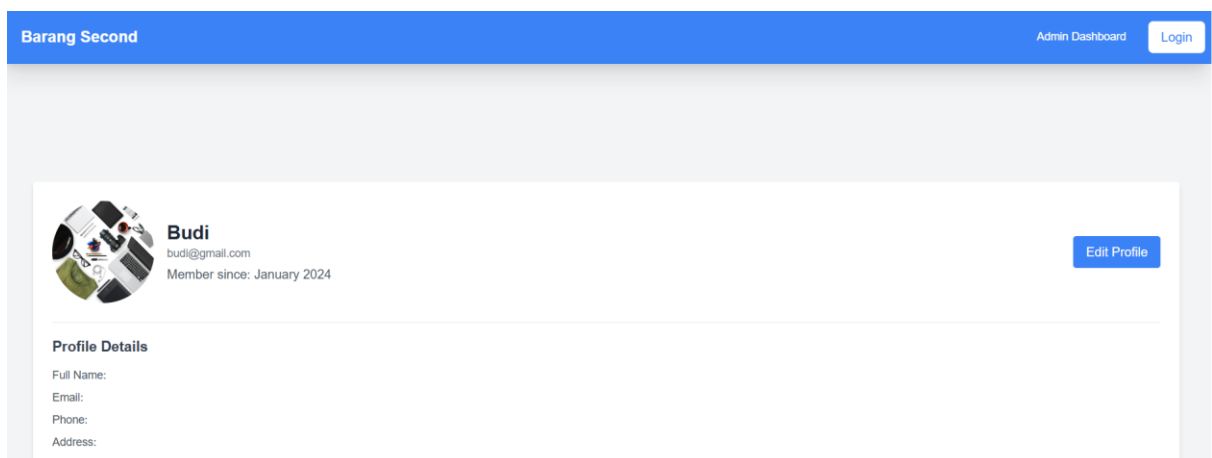 Barang Second
Admin Dashboard
Login
Budi
budi@gmail.com
Member since: January 2024
Edit Profile
Profile Details
Full Name:
Email:
Phone:
Address: